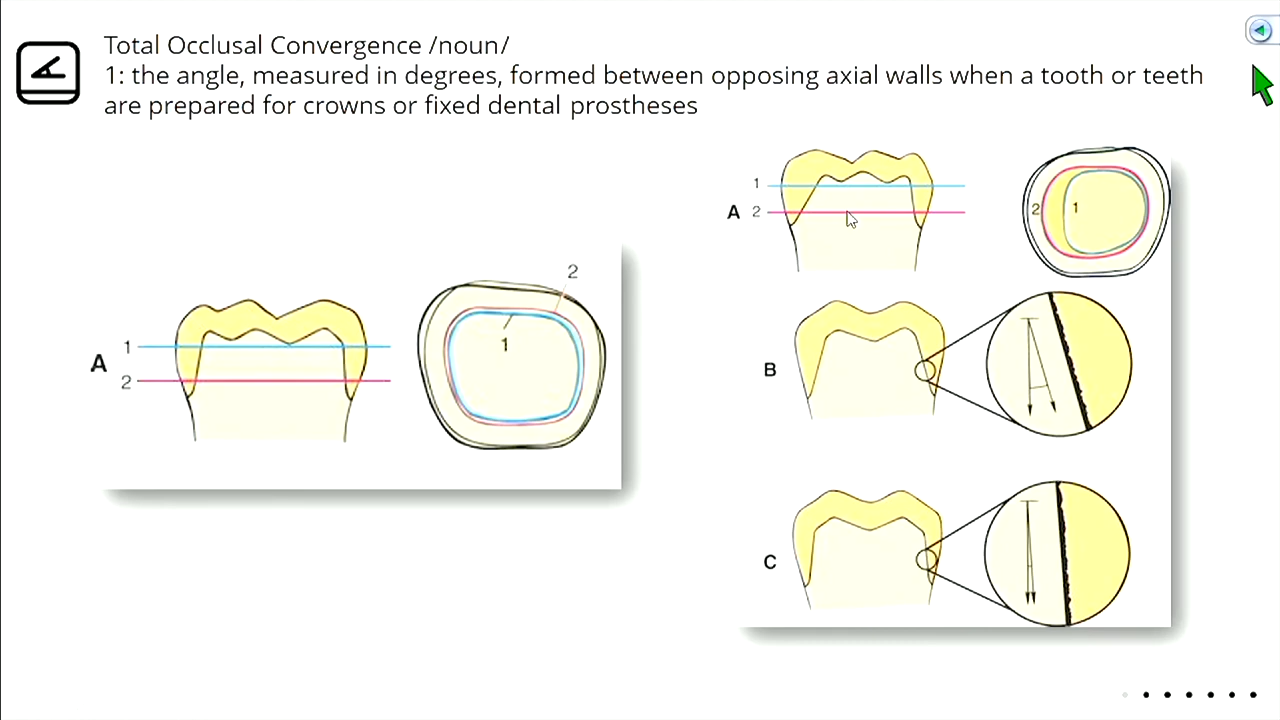 Total Occlusal Convergence /noun/
1: the angle, measured in degrees, formed between opposing axial walls when a tooth or teeth
are prepared for crowns or fixed dental prostheses
1
A 2
2 1
2
1
A 1
2
B
C